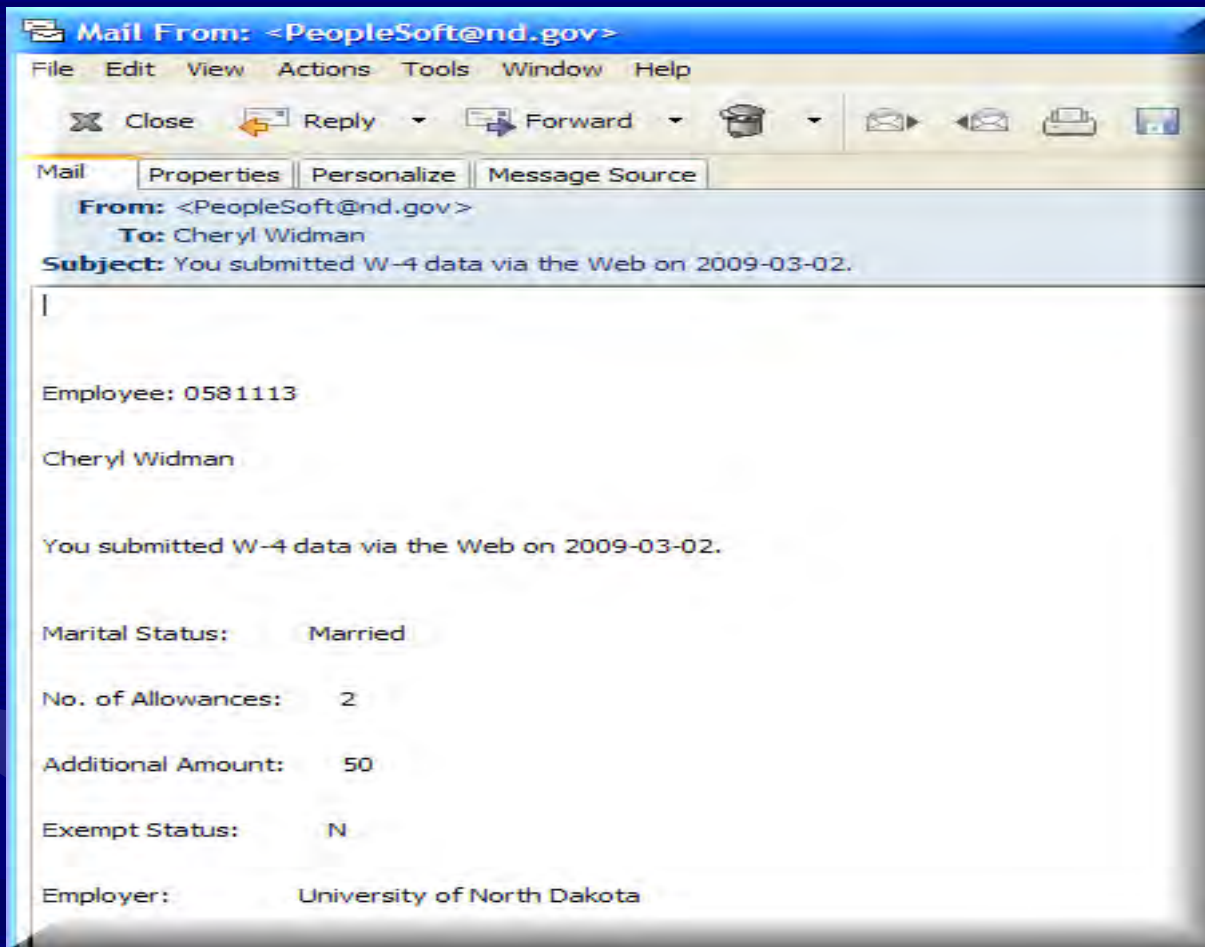 Mail From: <PeopleSoft@nd.gov>
File Edit View Actions Tools Window Help
Close Reply Forward
Mail Properties Personalize Message Source
From: <PeopleSoft@nd.gov>
To: Cheryl Widman
Subject: You submitted W-4 data via the Web on 2009-03-02.
Employee: 0581113
Cheryl Widman
You submitted W-4 data via the Web on 2009-03-02.
Marital Status: Married
No. of Allowances: 2
Additional Amount: 50
Exempt Status: N
Employer: University of North Dakota